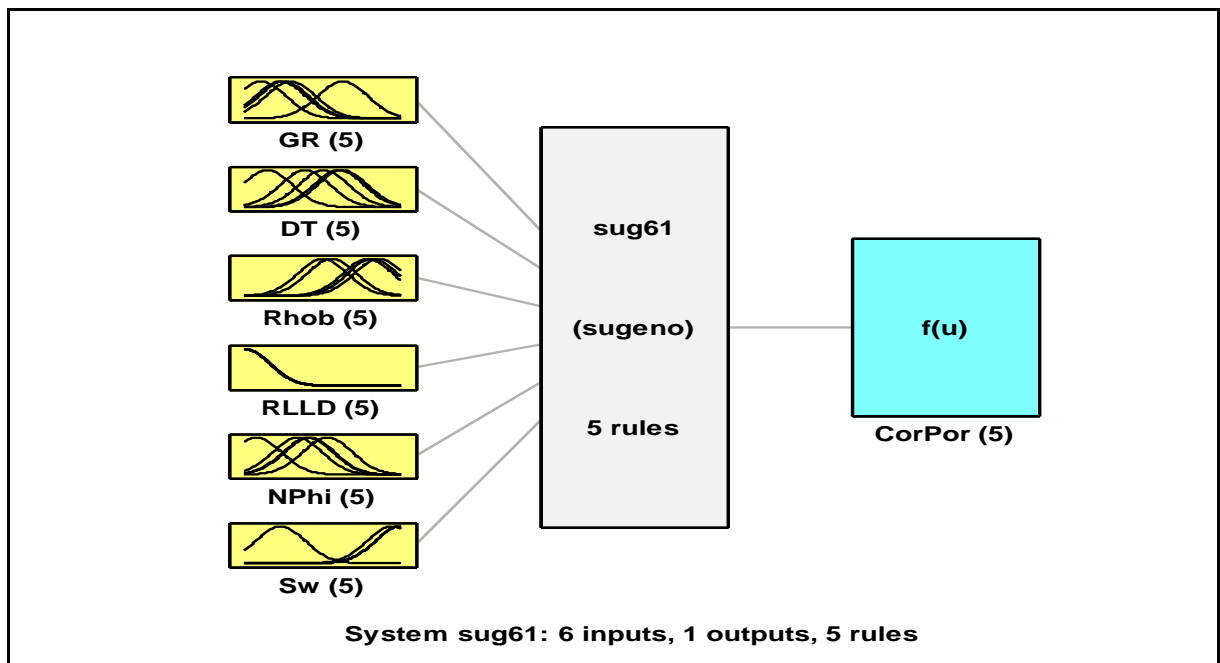 GR (5)
DT (5)
Rhob (5)
RLLD (5)
NPhi (5)
Sw (5)
sug61
(sugeno)
5 rules
f(u)
CorPor (5)
System sug61: 6 inputs, 1 outputs, 5 rules